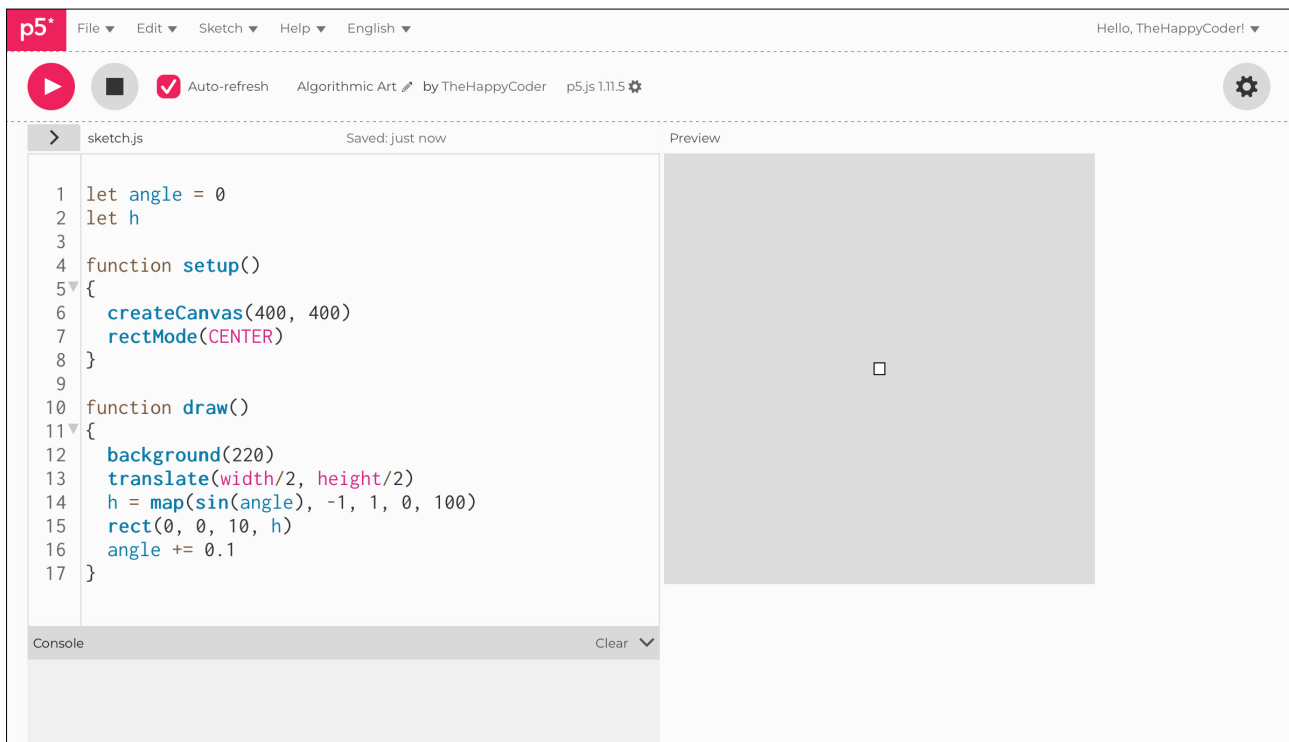 p5* File Edit Sketch Help English Hello, TheHappyCoder!
Auto-refresh Algorithmic Art by TheHappyCoder p5.js 1.11.5
sketch.js Saved: just now Preview
1 let angle = 0
2 let h
3
4 function setup()
5 {
6 createCanvas(400, 400)
7 rectMode(CENTER)
8 }
9
10 function draw()
11 {
12 background(220)
13 translate(width/2, height/2)
14 h = map(sin(angle), -1, 1, 0, 100)
15 rect(0, 0, 10, h)
16 angle += 0.1
17 }
Console Clear